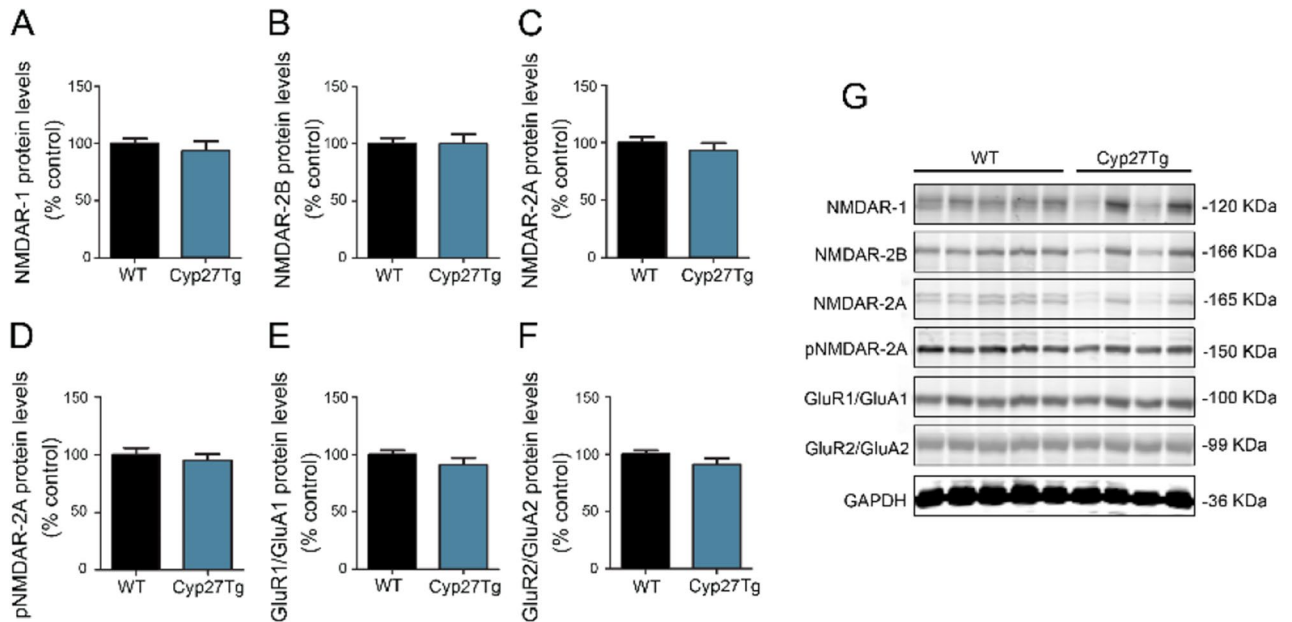 A
NMDAR-1 protein levels
(% control)
150
100
50
0
WT Cyp27Tg
B
NMDAR-2B protein levels
(% control)
150
100
50
0
WT Cyp27Tg
C
NMDAR-2A protein levels
(% control)
150
100
50
0
WT Cyp27Tg
D
pNMDAR-2A protein levels
(% control)
150
100
50
0
WT Cyp27Tg
E
GluR1/GluA1 protein levels
(% control)
150
100
50
0
WT Cyp27Tg
F
GluR2/GluA2 protein levels
(% control)
150
100
50
0
WT Cyp27Tg
G
WT Cyp27Tg
NMDAR-1 -120 KDa
NMDAR-2B -166 KDa
NMDAR-2A -165 KDa
pNMDAR-2A -150 KDa
GluR1/GluA1 -100 KDa
GluR2/GluA2 -99 KDa
GAPDH -36 KDa